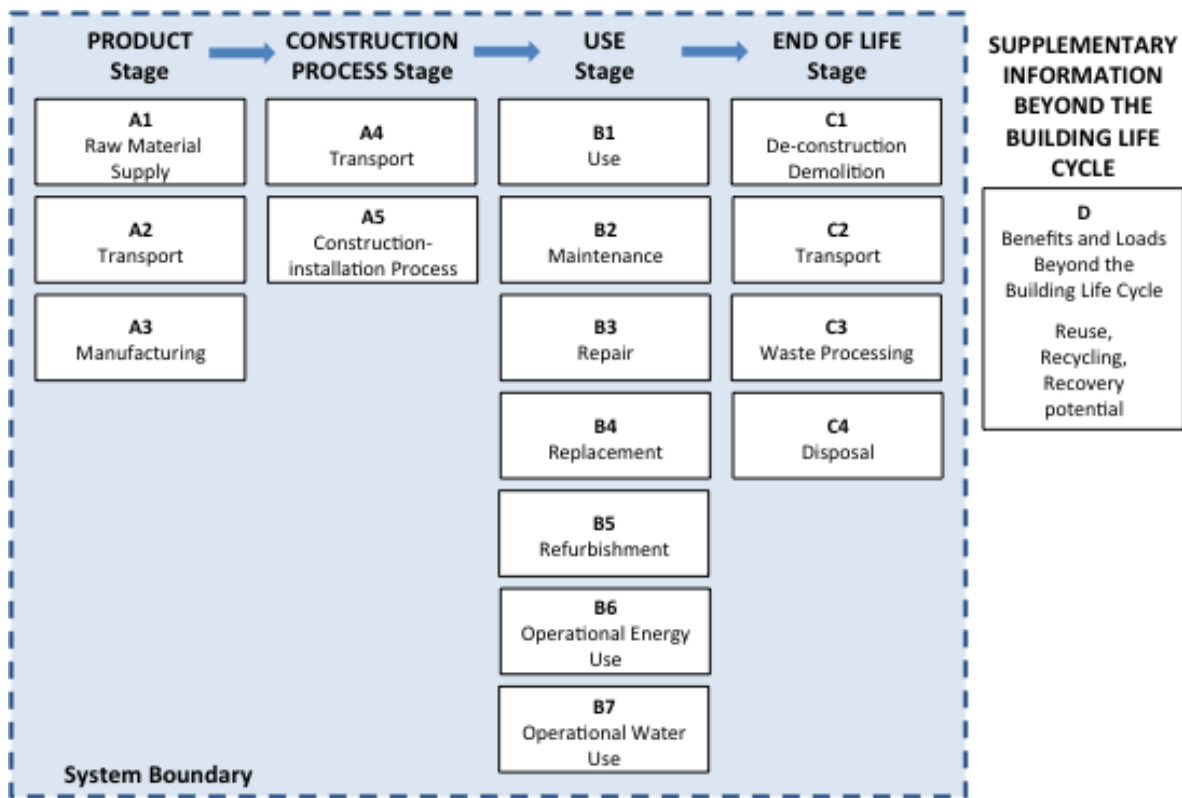 PRODUCT
Stage
CONSTRUCTION
PROCESS Stage
USE
Stage
END OF LIFE
Stage
SUPPLEMENTARY
INFORMATION
BEYOND THE
BUILDING LIFE
CYCLE
A1
Raw Material
Supply
A2
Transport
A3
Manufacturing
A4
Transport
A5
Construction-
installation Process
B1
Use
B2
Maintenance
B3
Repair
B4
Replacement
B5
Refurbishment
B6
Operational Energy
Use
B7
Operational Water
Use
C1
De-construction
Demolition
C2
Transport
C3
Waste Processing
C4
Disposal
D
Benefits and Loads
Beyond the
Building Life Cycle
Reuse,
Recycling,
Recovery
potential
System Boundary